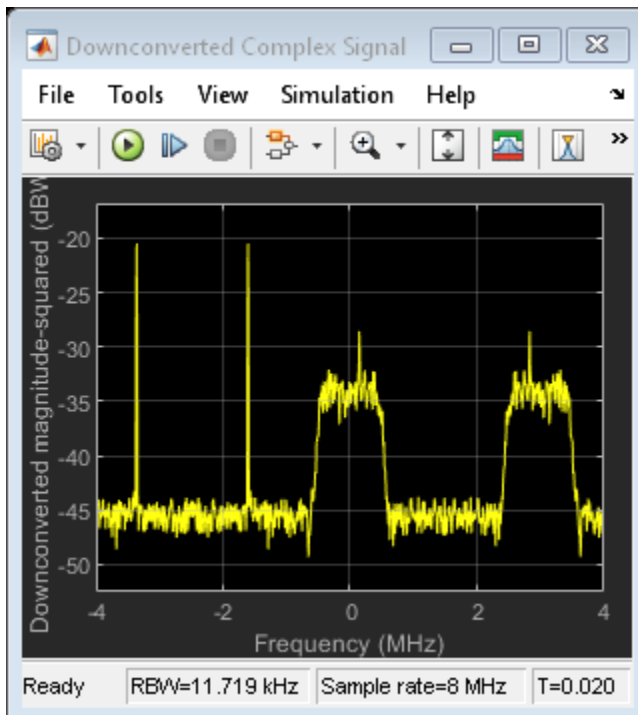 Downconverted Complex Signal
File Tools View Simulation Help
Downconverted magnitude-squared (dBW
-20
-25
-30
-35
-40
-45
-50
-4 -2 0 2 4
Frequency (MHz)
Ready RBW=11.719 kHz Sample rate=8 MHz T=0.020